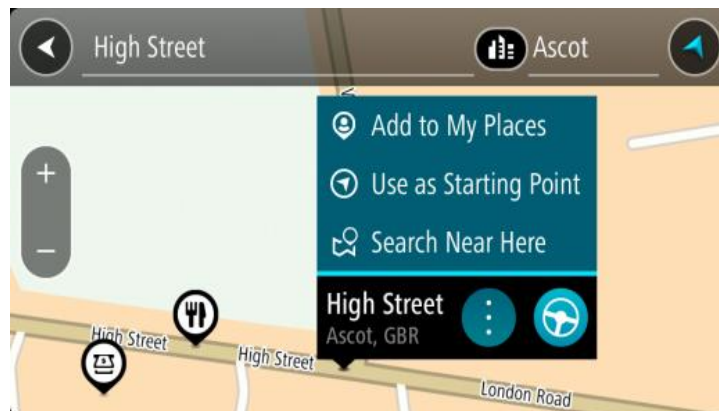 High Street
Ascot
Add to My Places
Use as Starting Point
Search Near Here
High Street
Ascot, GBR
High Street
High Street
London Road